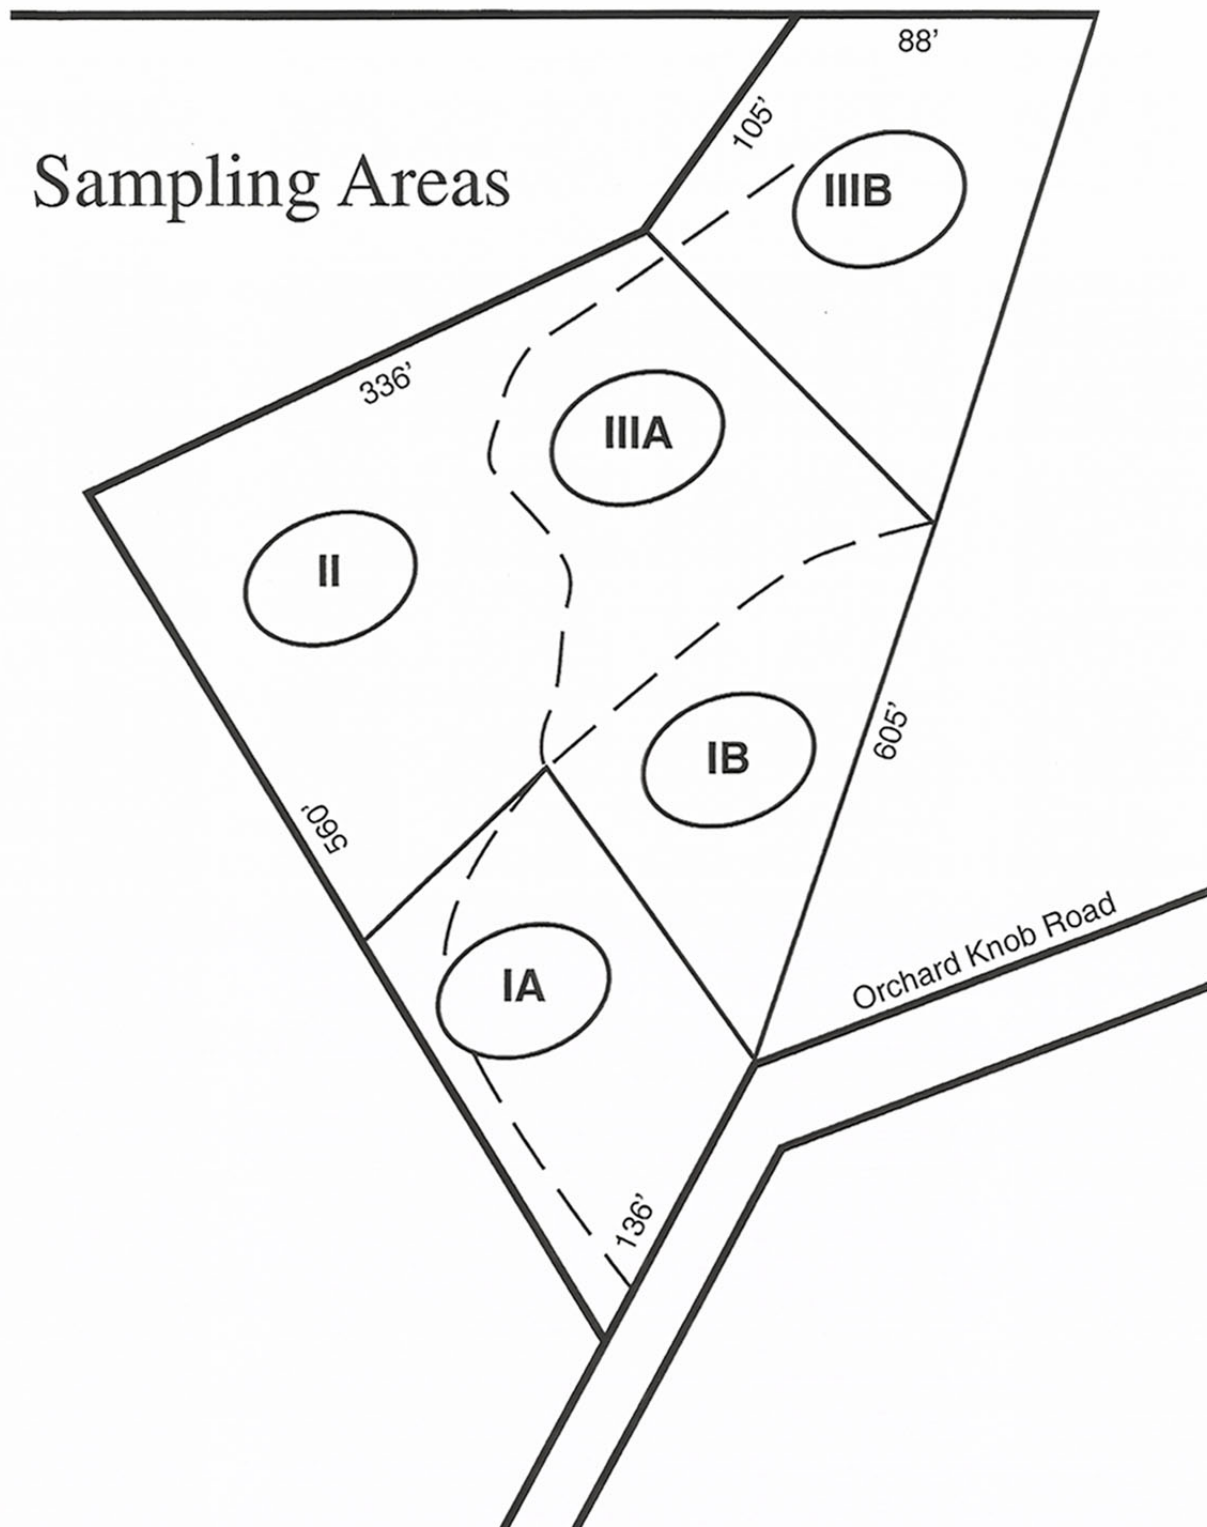 88’
105’
Sampling Areas
IIIB
336’
IIIA
II
605’
IB
560’
Orchard Knob Road
IA
136’